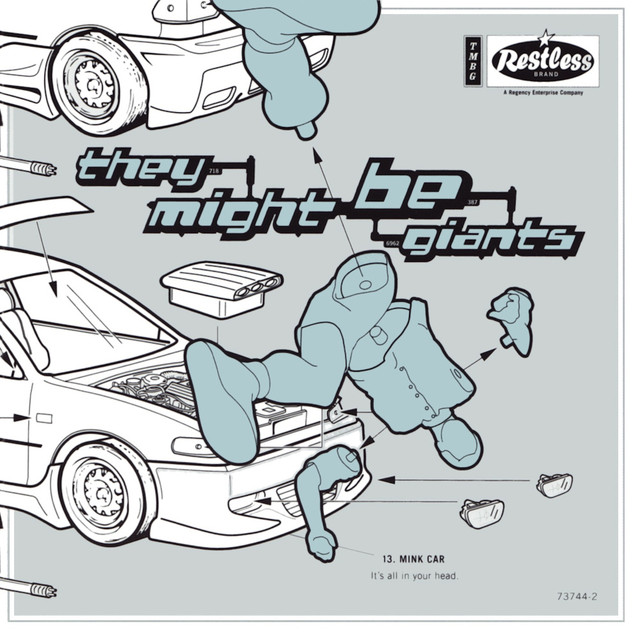 TMBG
Restless
BRAND
A Regency Enterprise Company
they
718
might be
387
6962
giants
13. MINK CAR
It's all in your head.
73744-2